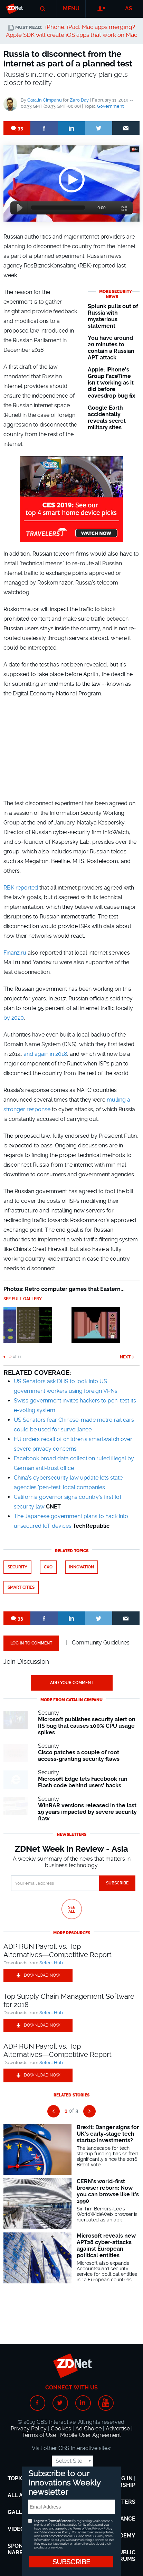 ZDNet
MENU
AS
MUST READ: iPhone, iPad, Mac apps merging?
Apple SDK will create iOS apps that work on Mac
Russia to disconnect from the
internet as part of a planned test
Russia's internet contingency plan gets
closer to reality
By Catalin Cimpanu for Zero Day | February 11, 2019 --
Topic: Government
33
0:00
Russian authorities and major internet providers are
planning to disconnect the country from the internet
as part of a planned experiment, Russian news
agency RosBiznesKonsalting (RBK) reported last
week.
The reason for the
experiment is to gather
insight and provide
feedback and
modifications to a
proposed law introduced in
the Russian Parliament in
December 2018.
A first draft of the law
mandated that Russian
internet providers should
ensure the independence
of the Russian internet
space (Runet) in the case
of foreign aggression to
disconnect the country
from the rest of the
internet.
MORE SECURITY
NEWS
Splunk pulls out of
Russia with
mysterious
statement
You have around
20 minutes to
contain a Russian
APT attack
Apple: iPhone's
Group FaceTime
isn't working as it
did before
eavesdrop bug fix
Google Earth
accidentally
reveals secret
military sites
CES 2019: See our
top 4 smart home device picks
TRAVELERS
WATCH NOW
In addition, Russian telecom firms would also have to
install "technical means" to re-route all Russian
internet traffic to exchange points approved or
managed by Roskomnazor, Russia's telecom
watchdog.
Roskomnazor will inspect the traffic to block
prohibited content and make sure traffic between
Russian users stays inside the country, and is not
re-routed uselessly through servers abroad, where it
could be intercepted.
A date for the test has not been revealed, but it's
supposed to take place before April 1, the deadline
for submitting amendments to the law --known as
the Digital Economy National Program.
The test disconnect experiment has been agreed on
in a session of the Information Security Working
Group at the end of January. Natalya Kaspersky,
Director of Russian cyber-security firm InfoWatch,
and co-founder of Kaspersky Lab, presides over the
group, which also includes major Russian telcos
such as MegaFon, Beeline, MTS, RosTelecom, and
others.
RBK reported that all internet providers agreed with
the law's goals, but disagreed with its technical
implementation, which they believe will cause major
disruptions to Russian internet traffic. The test
disconnection would provide ISPs with data about
how their networks would react.
Finanz.ru also reported that local internet services
Mail.ru and Yandex.ru were also supportive of the
test disconnection.
The Russian government has been working on this
project for years. In 2017, Russian officials said they
plan to route 95 percent of all internet traffic locally
by 2020.
Authorities have even built a local backup of the
Domain Name System (DNS), which they first tested
in 2014, and again in 2018, and which will now be a
major component of the Runet when ISPs plan to
disconnect the country from the rest of the world.
Russia's response comes as NATO countries
announced several times that they were mulling a
stronger response to cyber attacks, of which Russia
is constantly accused of carrying out.
The proposed law, fully endorsed by President Putin,
is expected to pass. Ongoing discussions are in
regards to finding the proper technical methods to
disconnect Russia from the internet with minimal
downtime to consumers and government agencies.
The Russian government has agreed to foot the bill
and to cover the costs of ISPs modifying their
infrastructure and installing new servers for
redirecting traffic towards the approved exchange
point. The end goal is for Russian authorities to
implement a web traffic filtering system like China's
Great Firewall, but also have a fully working
country-wide intranet in case the country needs to
disconnect.
Photos: Retro computer games that Eastern...
SEE FULL GALLERY
NEXT
RELATED COVERAGE:
US Senators ask DHS to look into US
government workers using foreign VPNs
Swiss government invites hackers to pen-test its
e-voting system
US Senators fear Chinese-made metro rail cars
could be used for surveillance
EU orders recall of children's smartwatch over
severe privacy concerns
Facebook broad data collection ruled illegal by
German anti-trust office
China's cybersecurity law update lets state
agencies 'pen-test' local companies
California governor signs country's first IoT
security law CNET
The Japanese government plans to hack into
unsecured IoT devices TechRepublic
RELATED TOPICS:
SECURITY
CXO
INNOVATION
SMART CITIES
33
LOG IN TO COMMENT
| Community Guidelines
Join Discussion
ADD YOUR COMMENT
MORE FROM CATALIN CIMPANU
Security
Microsoft publishes security alert on
IIS bug that causes 100% CPU usage
spikes
Security
Cisco patches a couple of root
access-granting security flaws
Security
Microsoft Edge lets Facebook run
Flash code behind users' backs
Security
WinRAR versions released in the last
19 years impacted by severe security
flaw
NEWSLETTERS
ZDNet Week in Review - Asia
A weekly summary of the news that matters in
business technology
Your email address
SUBSCRIBE
SEE
ALL
MORE RESOURCES
ADP RUN Payroll vs. Top
Alternatives—Competitive Report
Downloads from Select Hub
DOWNLOAD NOW
Top Supply Chain Management Software
for 2018
Downloads from Select Hub
DOWNLOAD NOW
ADP RUN Payroll vs. Top
Alternatives—Competitive Report
Downloads from Select Hub
DOWNLOAD NOW
RELATED STORIES
1 of 3
Brexit: Danger signs for
UK's early-stage tech
startup investments?
The landscape for tech
startup funding has shifted
significantly since the 2016
Brexit vote.
CERN's world-first
browser reborn: Now
you can browse like it's
1990
Sir Tim Berners-Lee's
WorldWideWeb browser is
recreated as an app.
Microsoft reveals new
APT28 cyber-attacks
against European
political entities
Microsoft also expands
AccountGuard security
service for political entities
in 12 European countries.
ZDNet
CONNECT WITH US
© 2019 CBS Interactive. All rights reserved.
Privacy Policy | Cookies | Ad Choice | Advertise |
Terms of Use | Mobile User Agreement
Visit other CBS Interactive sites:
Select Site
Subscribe to our
Innovations Weekly
newsletter
Email Address
SUBSCRIBE